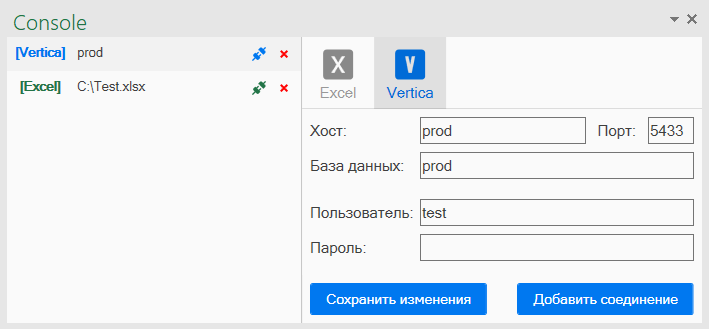 Console
[Vertica] prod
[Excel] C:\Test.xlsx
X V
Excel Vertica
Хост: prod Порт: 5433
База данных: prod
Пользователь: test
Пароль:
Сохранить изменения Добавить соединение